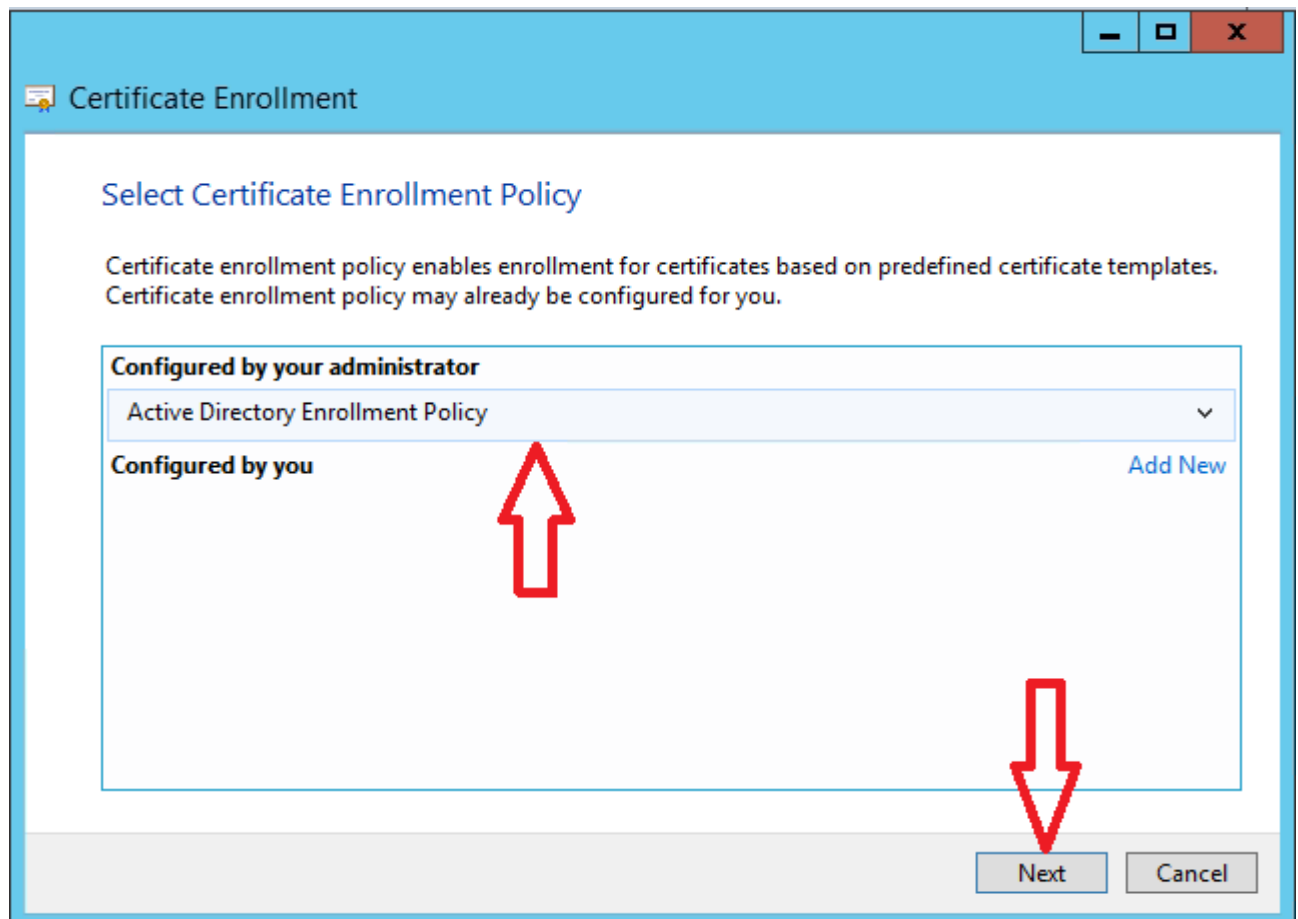 Certificate Enrollment
Select Certificate Enrollment Policy
Certificate enrollment policy enables enrollment for certificates based on predefined certificate templates.
Certificate enrollment policy may already be configured for you.
Configured by your administrator
Active Directory Enrollment Policy
Configured by you Add New
Next Cancel